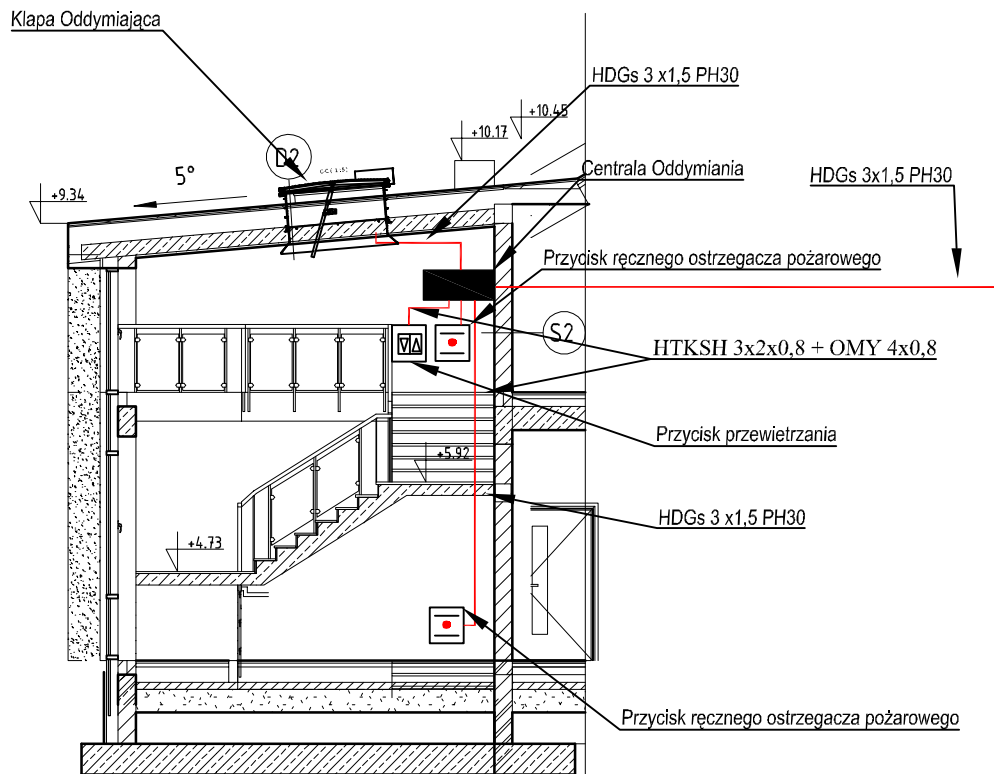 Klapa Oddymiająca
HDGs 3 x1,5 PH30
+10.45
+10.17
D2
5°
Centrala Oddymiania
HDGs 3x1,5 PH30
+9.34
Przycisk ręcznego ostrzegacza pożarowego
S2
HTKSH 3x2x0,8 + OMY 4x0,8
Przycisk przewietrzania
+5.92
HDGs 3 x1,5 PH30
+4.73
Przycisk ręcznego ostrzegacza pożarowego